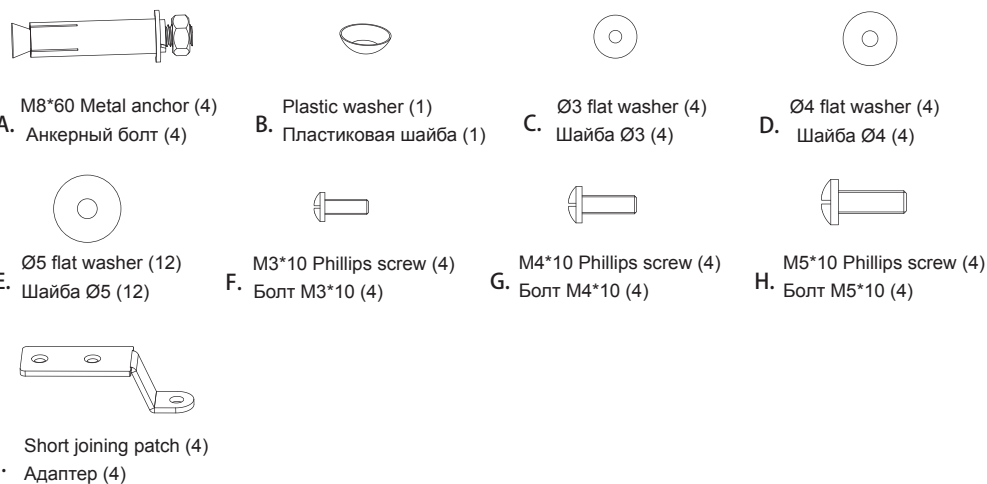 M8*60 Metal anchor (4)
A. Анкерный болт (4)
Plastic washer (1)
B. Пластиковая шайба (1)
Ø3 flat washer (4)
C. Шайба Ø3 (4)
Ø4 flat washer (4)
D. Шайба Ø4 (4)
Ø5 flat washer (12)
E. Шайба Ø5 (12)
M3*10 Phillips screw (4)
F. Болт M3*10 (4)
M4*10 Phillips screw (4)
G. Болт M4*10 (4)
M5*10 Phillips screw (4)
H. Болт M5*10 (4)
Short joining patch (4)
Адаптер (4)